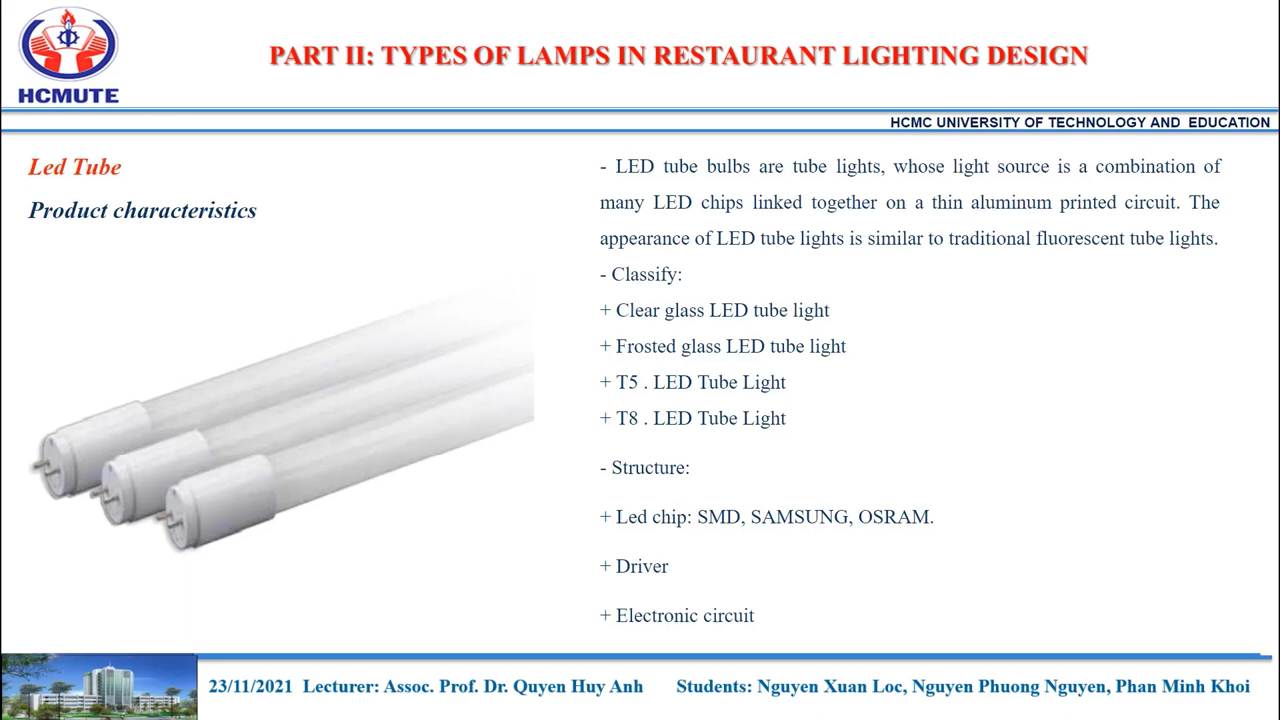 HCMUTE
PART II: TYPES OF LAMPS IN RESTAURANT LIGHTING DESIGN
HCMC UNIVERSITY OF TECHNOLOGY AND EDUCATION
Led Tube
Product characteristics
- LED tube bulbs are tube lights, whose light source is a combination of
many LED chips linked together on a thin aluminum printed circuit. The
appearance of LED tube lights is similar to traditional fluorescent tube lights.
- Classify:
+ Clear glass LED tube light
+ Frosted glass LED tube light
+ T5 . LED Tube Light
+ T8 . LED Tube Light
- Structure:
+ Led chip: SMD, SAMSUNG, OSRAM.
+ Driver
+ Electronic circuit
23/11/2021 Lecturer: Assoc. Prof. Dr. Quyen Huy Anh Students: Nguyen Xuan Loc, Nguyen Phuong Nguyen, Phan Minh Khoi